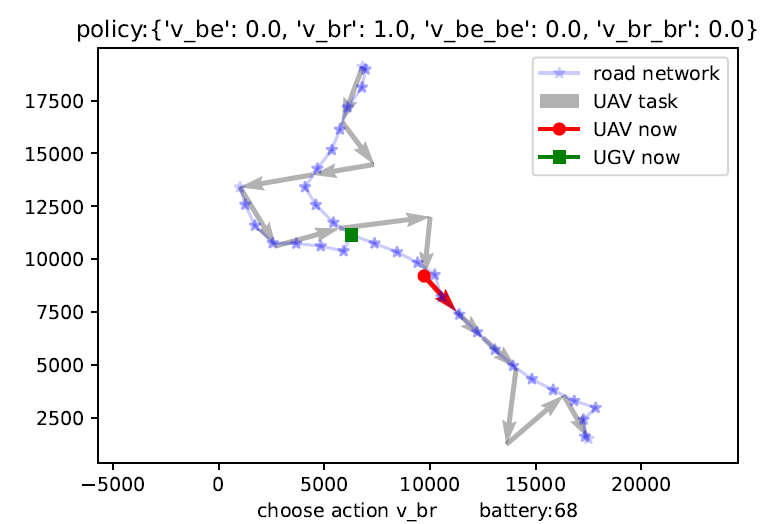 policy:{'v_be': 0.0, 'v_br': 1.0, 'v_be_be': 0.0, 'v_br_br': 0.0}
road network
UAV task
UAV now
UGV now
17500
15000
12500
10000
7500
5000
2500
−5000 0 5000 10000 15000 20000
choose action v_br battery:68